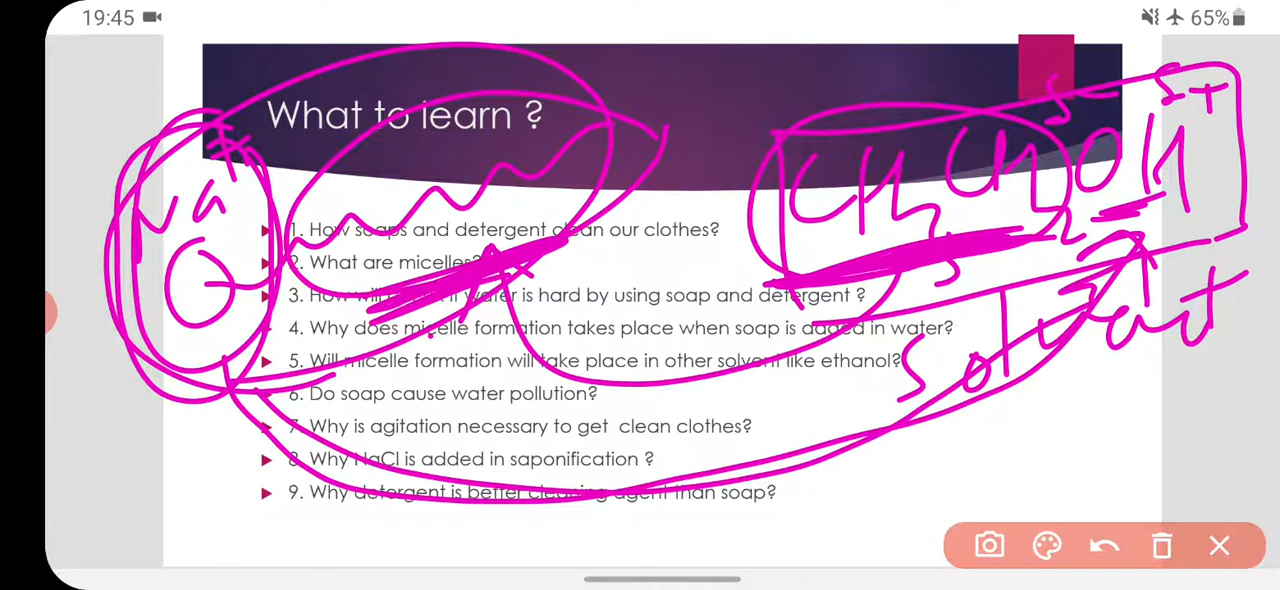 19:45 65%
What to learn ?
δ- δ+
CH3CH2OH
Na+
1. How soaps and detergent clean our clothes?
2. What are micelles?
3. How will if water is hard by using soap and detergent ?
4. Why does micelle formation takes place when soap is added in water?
5. Will micelle formation will take place in other solvent like ethanol?
solvent
6. Do soap cause water pollution?
7. Why is agitation necessary to get clean clothes?
8. Why NaCl is added in saponification ?
9. Why detergent is better cleaning agent than soap?